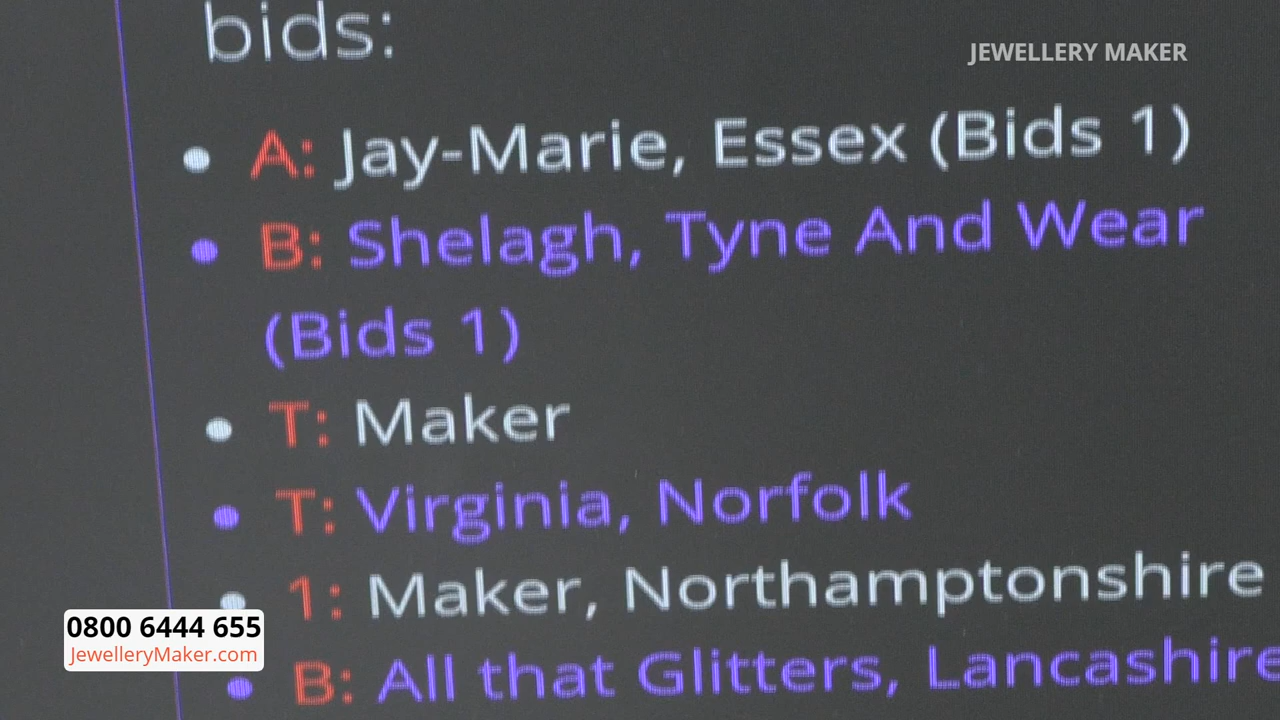 bids:
JEWELLERY MAKER
A: Jay-Marie, Essex (Bids 1)
B: Shelagh, Tyne And Wear
(Bids 1)
T: Maker
T: Virginia, Norfolk
1: Maker, Northamptonshire
0800 6444 655
JewelleryMaker.com
B: All that Glitters, Lancashire